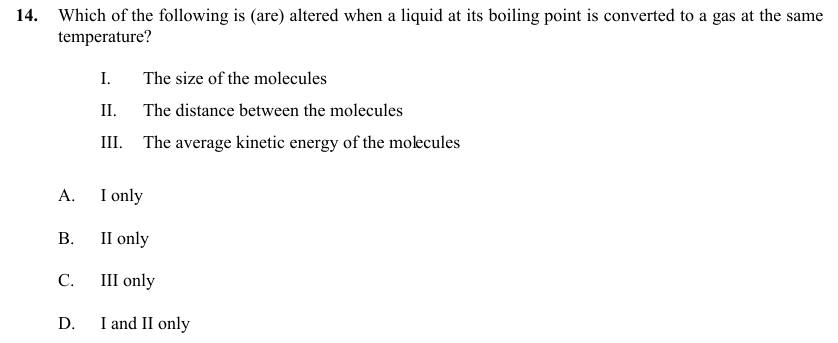 14. Which of the following is (are) altered when a liquid at its boiling point is converted to a gas at the same
temperature?
I. The size of the molecules
II. The distance between the molecules
III. The average kinetic energy of the molecules
A. I only
B. II only
C. III only
D. I and II only